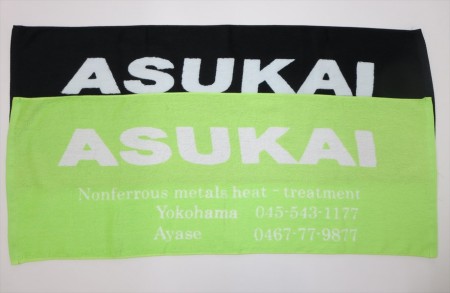 ASUKAI
ASUKAI
Nonferrous metals heat-treatment
Yokohama 045-543-1177
Ayase 0467-77-9877